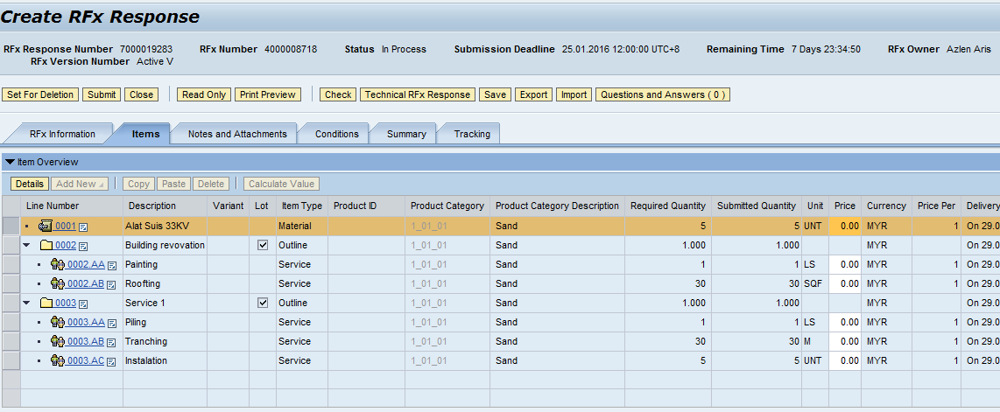 Create RFx Response
RFx Response Number 7000019283 RFx Number 4000008718 Status In Process Submission Deadline 25.01.2016 12:00:00 UTC+8 Remaining Time 7 Days 23:34:50 RFx Owner Azlen Aris
RFx Version Number Active V
Set For Deletion Submit Close Read Only Print Preview Check Technical RFx Response Save Export Import Questions and Answers ( 0 )
RFx Information Items Notes and Attachments Conditions Summary Tracking
Item Overview
Details Add New Copy Paste Delete Calculate Value
Line Number Description Variant Lot Item Type Product ID Product Category Product Category Description Required Quantity Submitted Quantity Unit Price Currency Price Per Delivery
0001 Alat Suis 33KV Material 1_01_01 Sand 5 5 UNT 0.00 MYR 1 On 29.0
0002 Building revovation Outline 1_01_01 Sand 1.000 1.000 MYR
0002.AA Painting Service 1_01_01 Sand 1 1 LS 0.00 MYR 1 On 29.0
0002.AB Roofting Service 1_01_01 Sand 30 30 SQF 0.00 MYR 1 On 29.0
0003 Service 1 Outline 1_01_01 Sand 1.000 1.000 MYR On 29.0
0003.AA Piling Service 1_01_01 Sand 1 1 LS 0.00 MYR 1 On 29.0
0003.AB Tranching Service 1_01_01 Sand 30 30 M 0.00 MYR 1 On 29.0
0003.AC Instalation Service 1_01_01 Sand 5 5 UNT 0.00 MYR 1 On 29.0